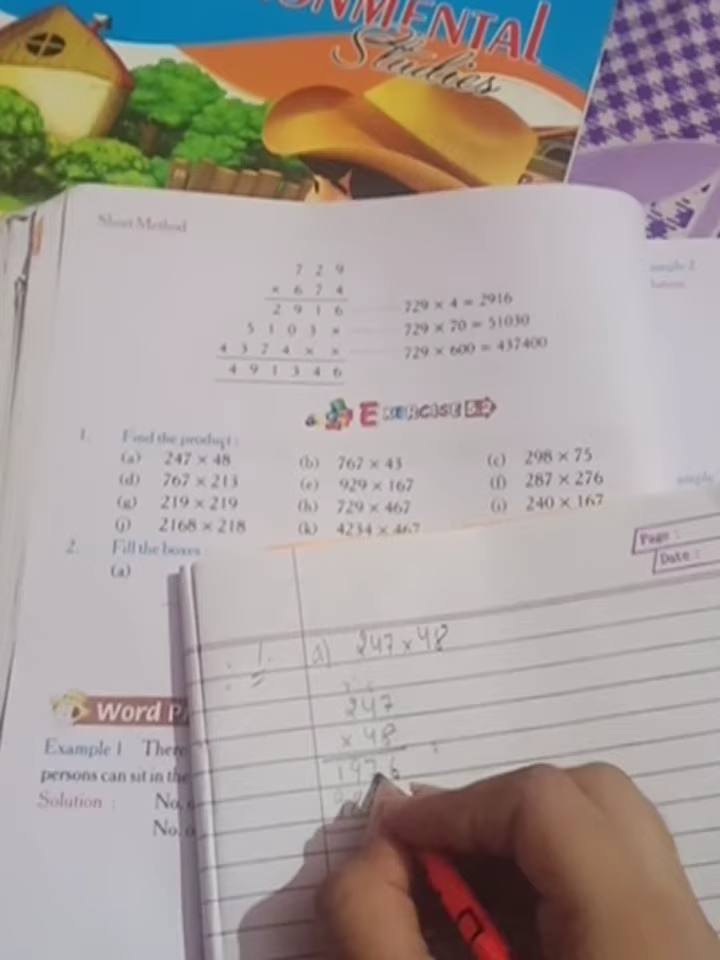 ONMENTAL
Studies
Short Method
7 2 9
× 6 7 4
2 9 1 6
5 1 0 3 ×
4 3 7 4 × ×
4 9 1 3 4 6
729 × 4 = 2916
729 × 70 = 51030
729 × 600 = 437400
EXERCISE
1. Find the product :
(a) 247 × 48 (b) 767 × 43 (c) 298 × 75
(d) 767 × 213 (e) 929 × 167 (f) 287 × 276
(g) 219 × 219 (h) 729 × 467 (i) 240 × 167
(j) 2168 × 218 (k) 4234 × 467
2. Fill the boxes
(a)
Page :
Date :
1. a) 247 × 48
247
× 48
1976
Word P
Example 1 There
persons can sit in the
Solution : No.
No.